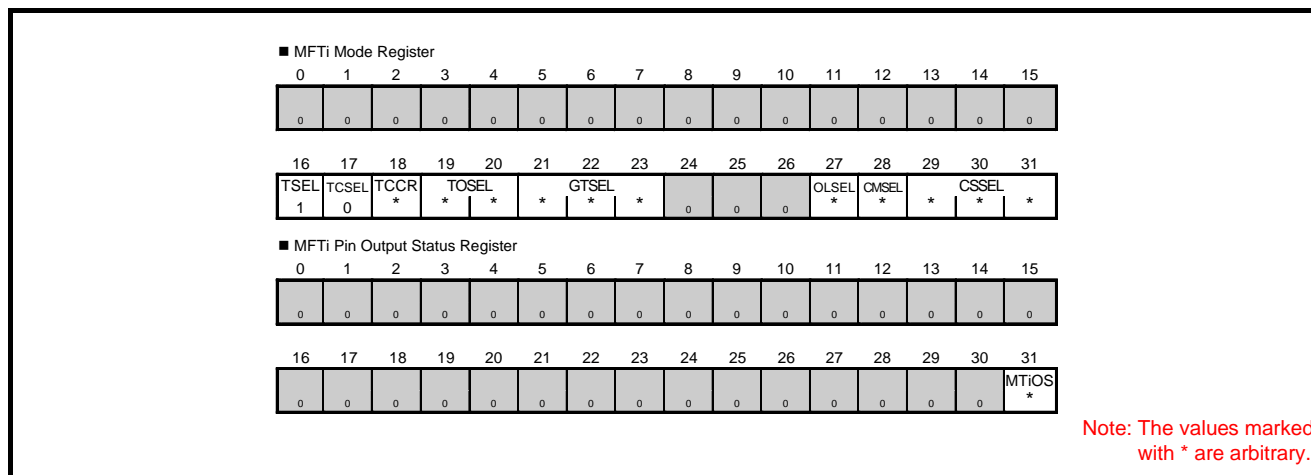 ■ MFTi Mode Register
0 1 2 3 4 5 6 7 8 9 10 11 12 13 14 15
0 0 0 0 0 0 0 0 0 0 0 0 0 0 0 0
16 17 18 19 20 21 22 23 24 25 26 27 28 29 30 31
TSEL TCSEL TCCR TOSEL GTSEL OLSEL CMSEL CSSEL
1 0 * * * * * * 0 0 0 * * * * *
■ MFTi Pin Output Status Register
0 1 2 3 4 5 6 7 8 9 10 11 12 13 14 15
0 0 0 0 0 0 0 0 0 0 0 0 0 0 0 0
16 17 18 19 20 21 22 23 24 25 26 27 28 29 30 31
MTiOS
0 0 0 0 0 0 0 0 0 0 0 0 0 0 0 *
Note: The values marked
with * are arbitrary.